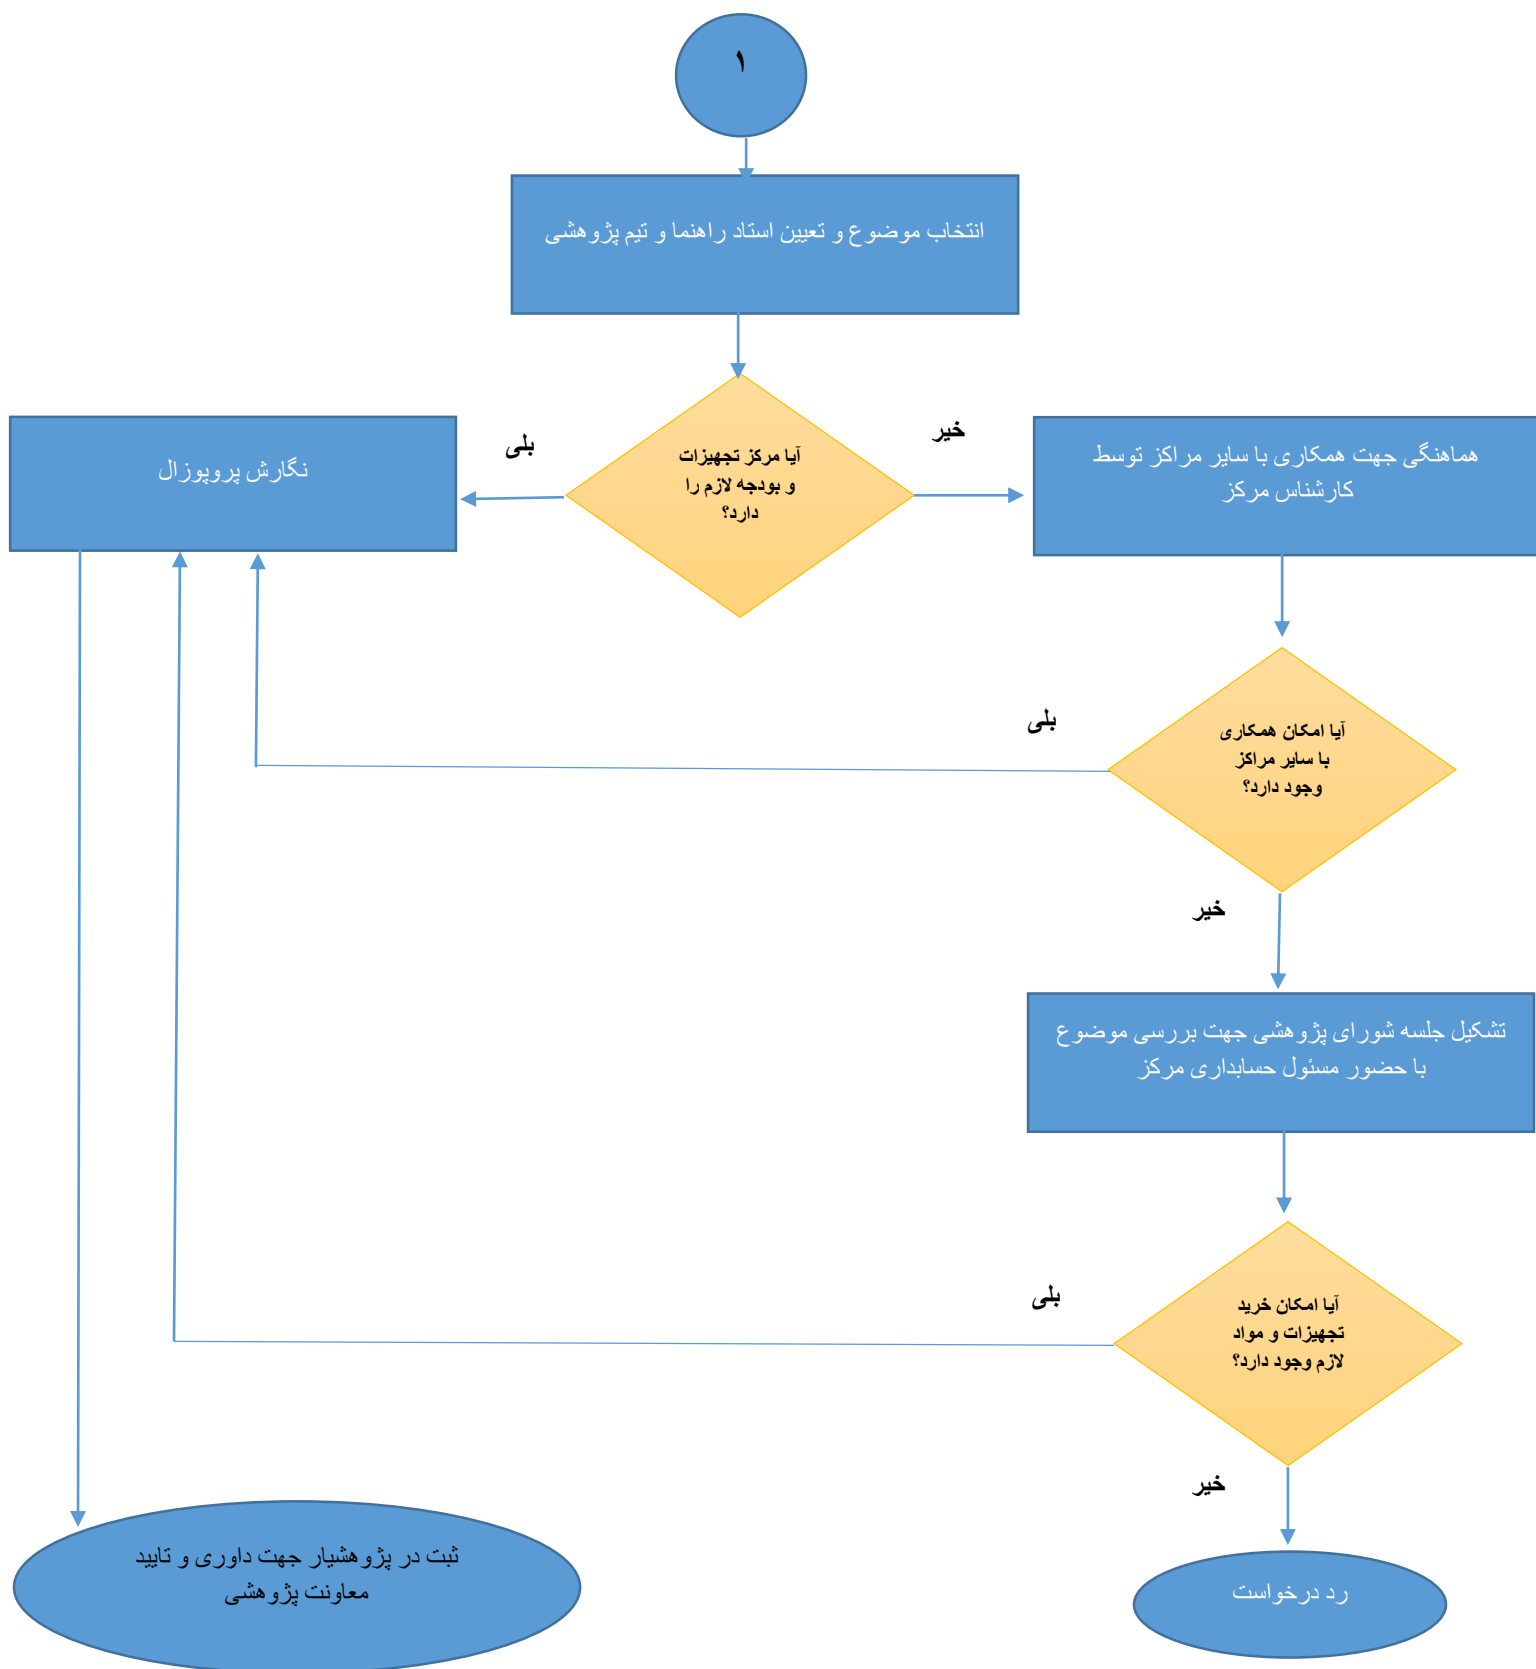 ۱
انتخاب موضوع و تعیین استاد راهنما و تیم پژوهشی
آیا مرکز تجهیزات
و بودجه لازم را
دارد؟
خیر
بلی
هماهنگی جهت همکاری با سایر مراکز توسط
کارشناس مرکز
نگارش پروپوزال
آیا امکان همکاری
با سایر مراکز
وجود دارد؟
بلی
خیر
تشکیل جلسه شورای پژوهشی جهت بررسی موضوع
با حضور مسئول حسابداری مرکز
آیا امکان خرید
تجهیزات و مواد
لازم وجود دارد؟
بلی
خیر
رد درخواست
ثبت در پژوهشیار جهت داوری و تایید
معاونت پژوهشی